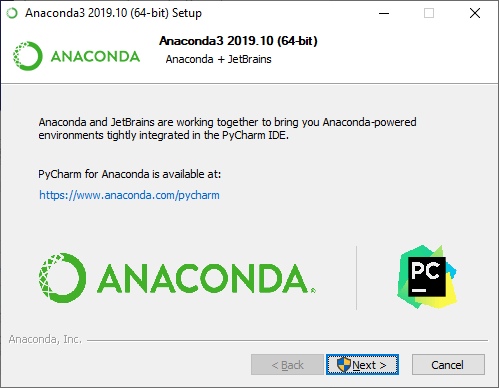 Anaconda3 2019.10 (64-bit) Setup
Anaconda3 2019.10 (64-bit)
ANACONDA
Anaconda + JetBrains
Anaconda and JetBrains are working together to bring you Anaconda-powered
environments tightly integrated in the PyCharm IDE.
PyCharm for Anaconda is available at:
https://www.anaconda.com/pycharm
ANACONDA®
PC
Anaconda, Inc.
< Back
Next >
Cancel